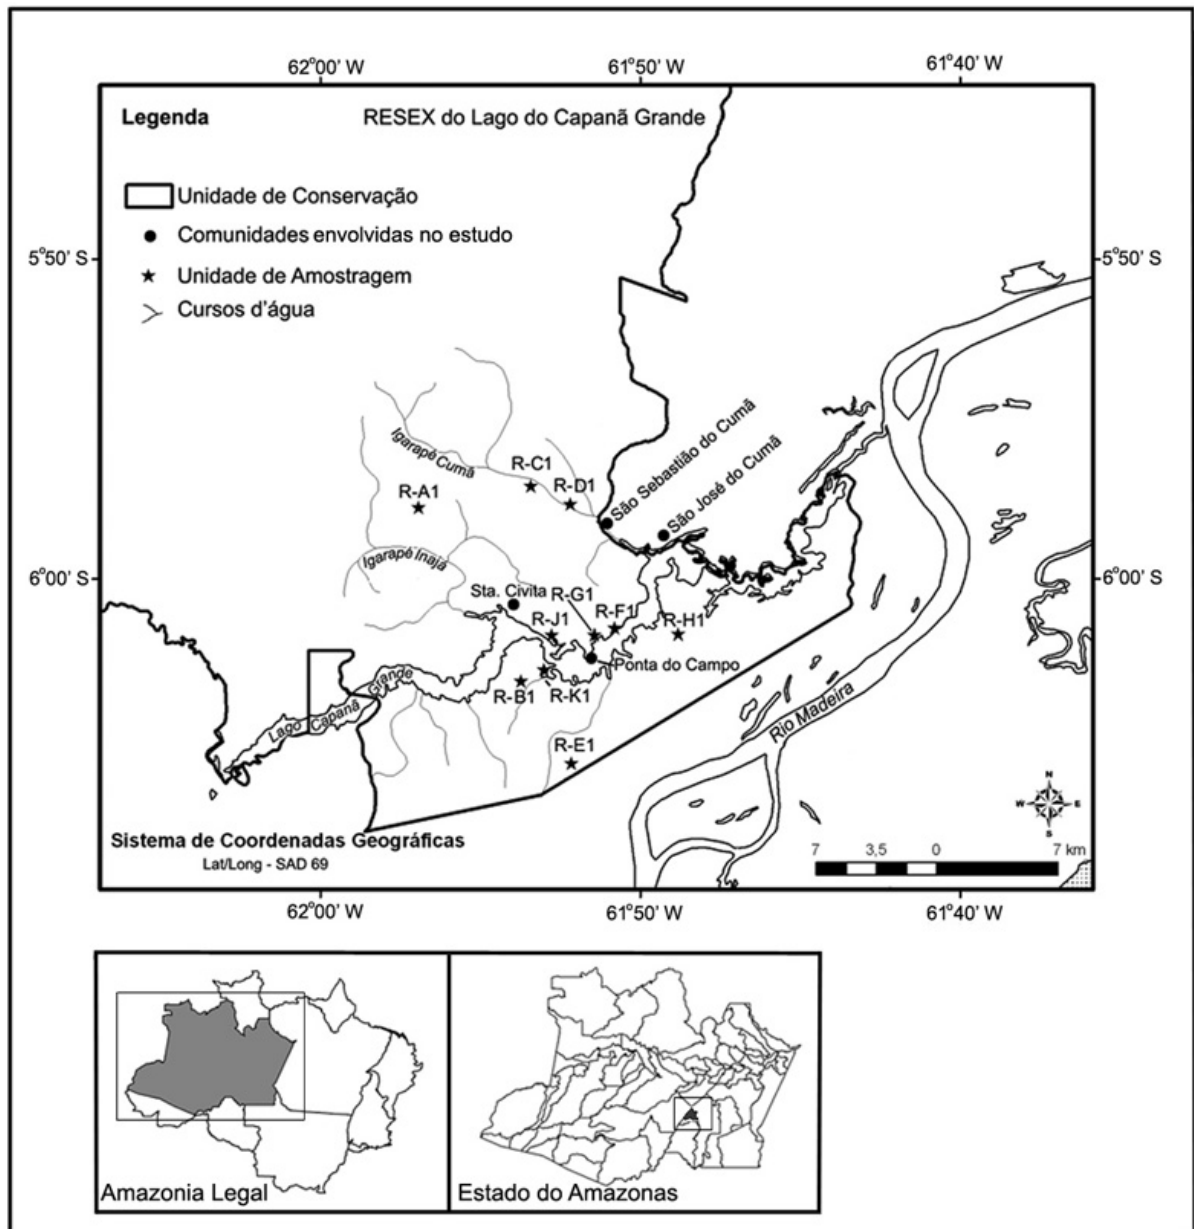 62°00' W
61°50' W
61°40' W
Legenda
RESEX do Lago do Capanã Grande
Unidade de Conservação
Comunidades envolvidas no estudo
Unidade de Amostragem
Cursos d'água
5°50' S
5°50' S
Igarapé Cumã
R-C1
R-D1
R-A1
São Sebastião do Cumã
São José do Cumã
Igarapé Inajá
6°00' S
6°00' S
Sta. Civita
R-G1
R-J1
R-F1
R-H1
Ponta do Campo
R-B1
R-K1
Lago Capanã Grande
R-E1
Rio Madeira
N
W
E
S
Sistema de Coordenadas Geográficas
Lat/Long - SAD 69
7
3,5
0
7 km
62°00' W
61°50' W
61°40' W
Amazonia Legal
Estado do Amazonas